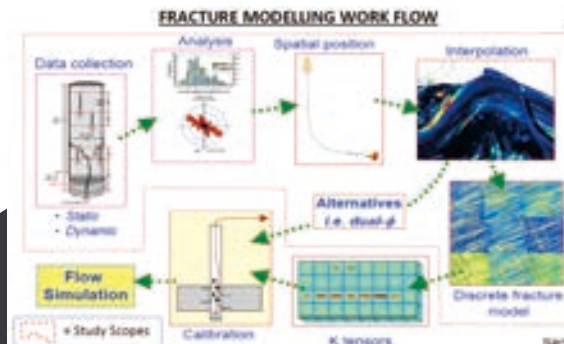 FRACTURE MODELLING WORK FLOW
Data collection
Analysis
Spatial position
Interpolation
• Static
• Dynamic
Alternatives
i.e. dual-ϕ
Flow
Simulation
Calibration
K tensors
Discrete fracture
model
= Study Scopes